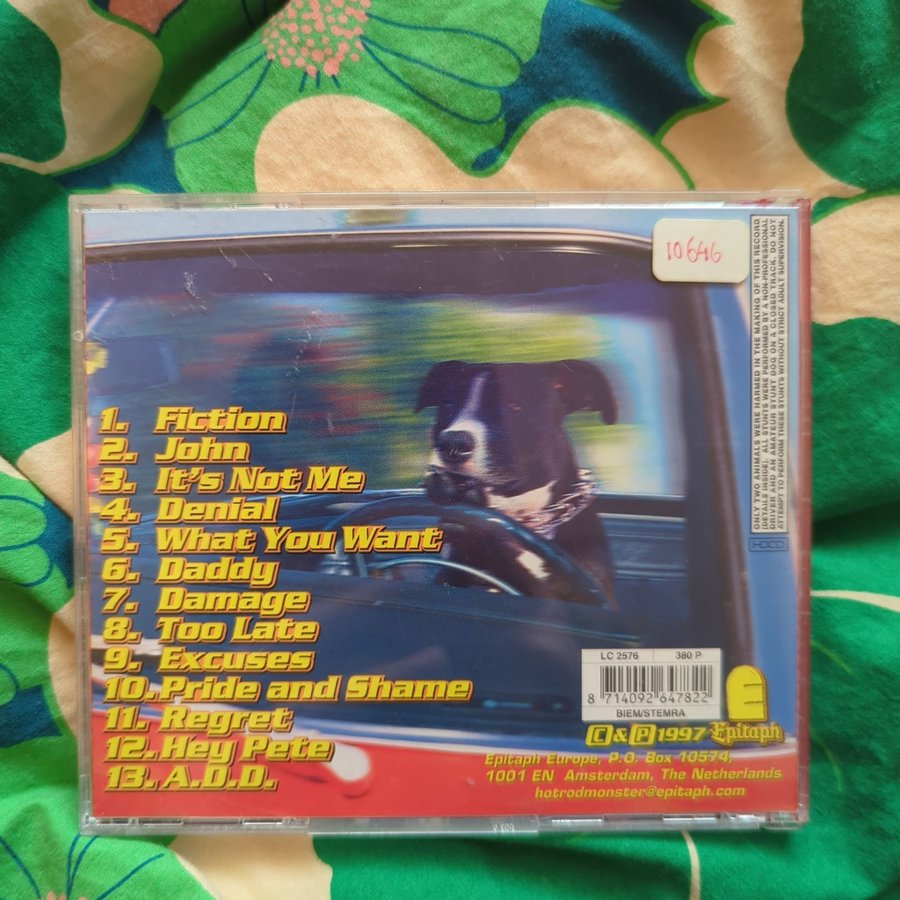 10646
ONLY TWO ANIMALS WERE HARMED IN THE MAKING OF THIS RECORD
(DETAILS INSIDE). ALL STUNTS WERE PERFORMED BY A NON-PROFESSIONAL
DRIVER AND AN AMATEUR STUNT DOG ON A CLOSED TRACK. DO NOT
ATTEMPT TO PERFORM THESE STUNTS WITHOUT STRICT ADULT SUPERVISION.
HDCD
1. Fiction
2. John
3. It's Not Me
4. Denial
5. What You Want
6. Daddy
7. Damage
8. Too Late
9. Excuses
10. Pride and Shame
11. Regret
12. Hey Pete
13. A.D.D.
LC 2576 380 P
8 714092 647822
BIEM/STEMRA
© & ℗ 1997 Epitaph
Epitaph Europe, P.O. Box 10574,
1001 EN Amsterdam, The Netherlands
hotrodmonster@epitaph.com